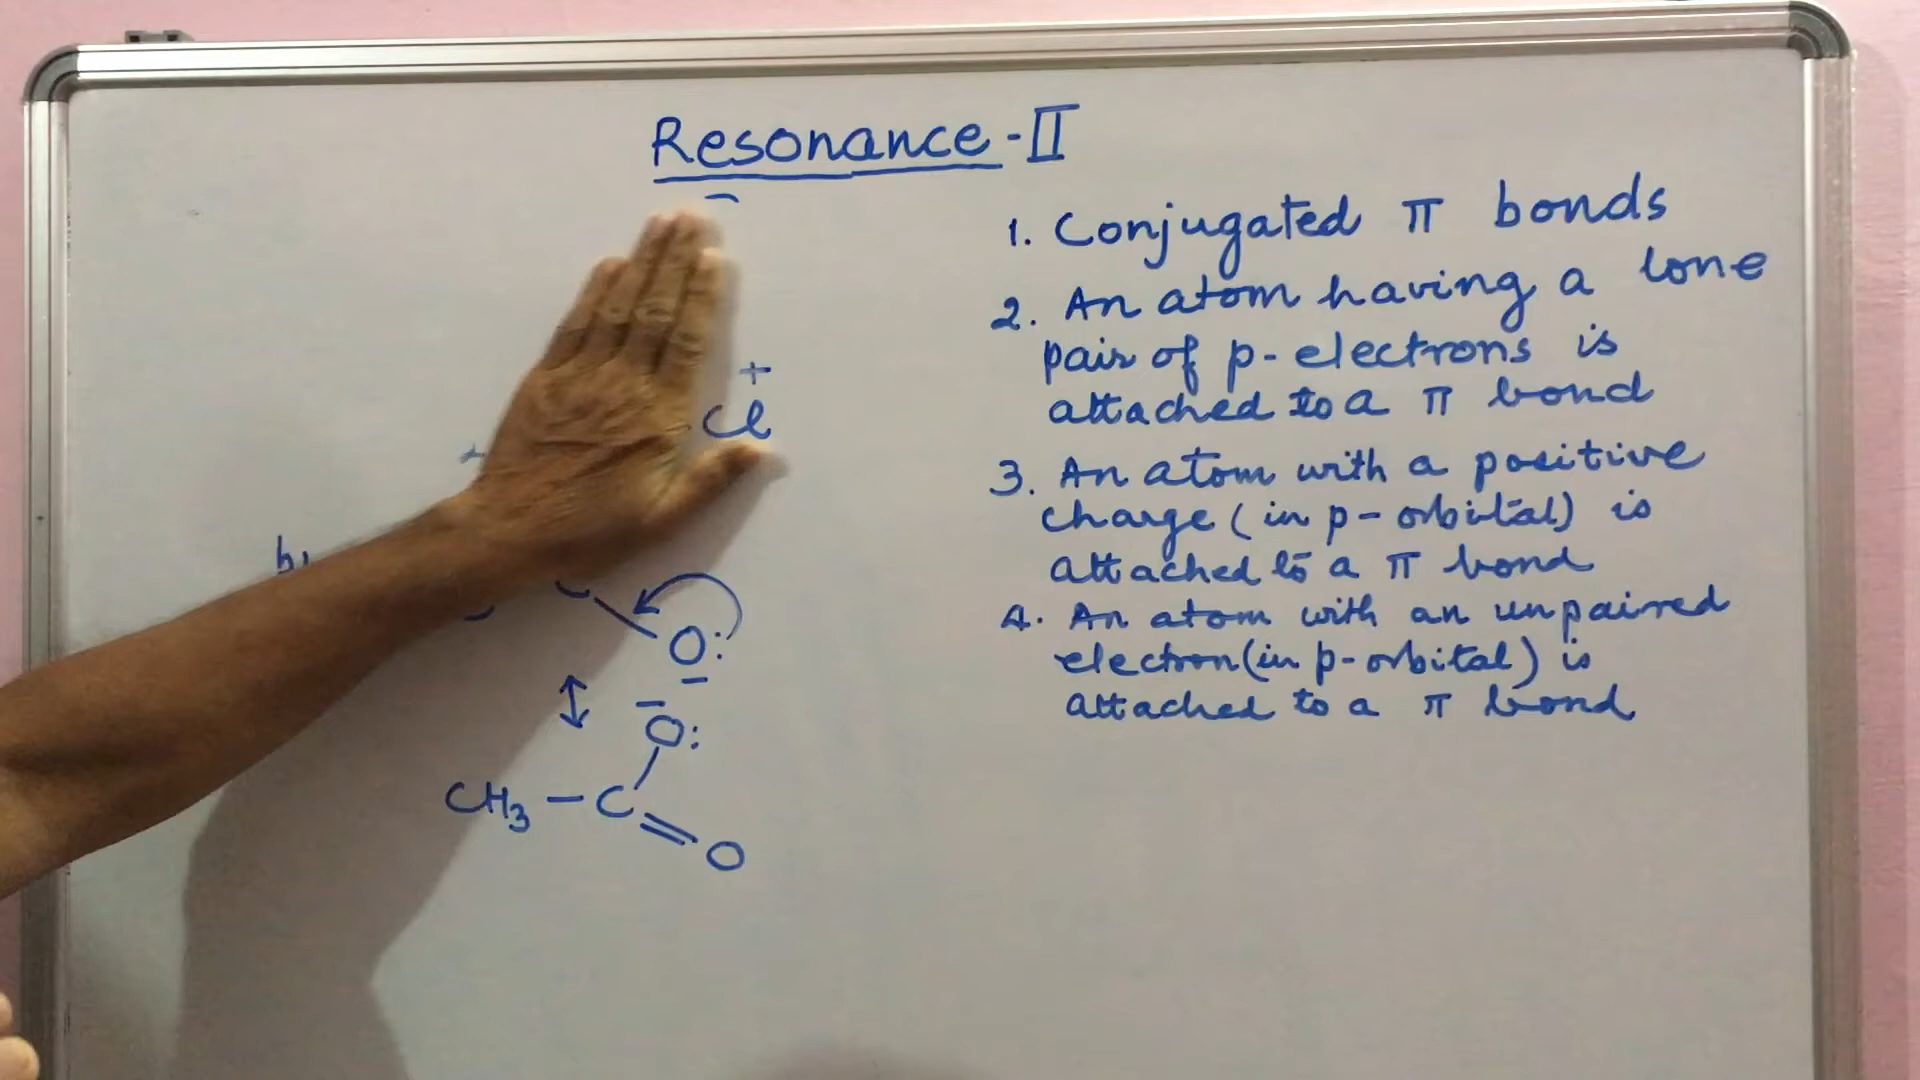 Resonance-II
1. Conjugated π bonds
2. An atom having a lone
pair of p-electrons is
attached to a π bond
3. An atom with a positive
charge (in p-orbital) is
attached to a π bond
4. An atom with an unpaired
electron(in p-orbital) is
attached to a π bond
+
Cl
O:
−
↔
−
O:
CH3 − C
O